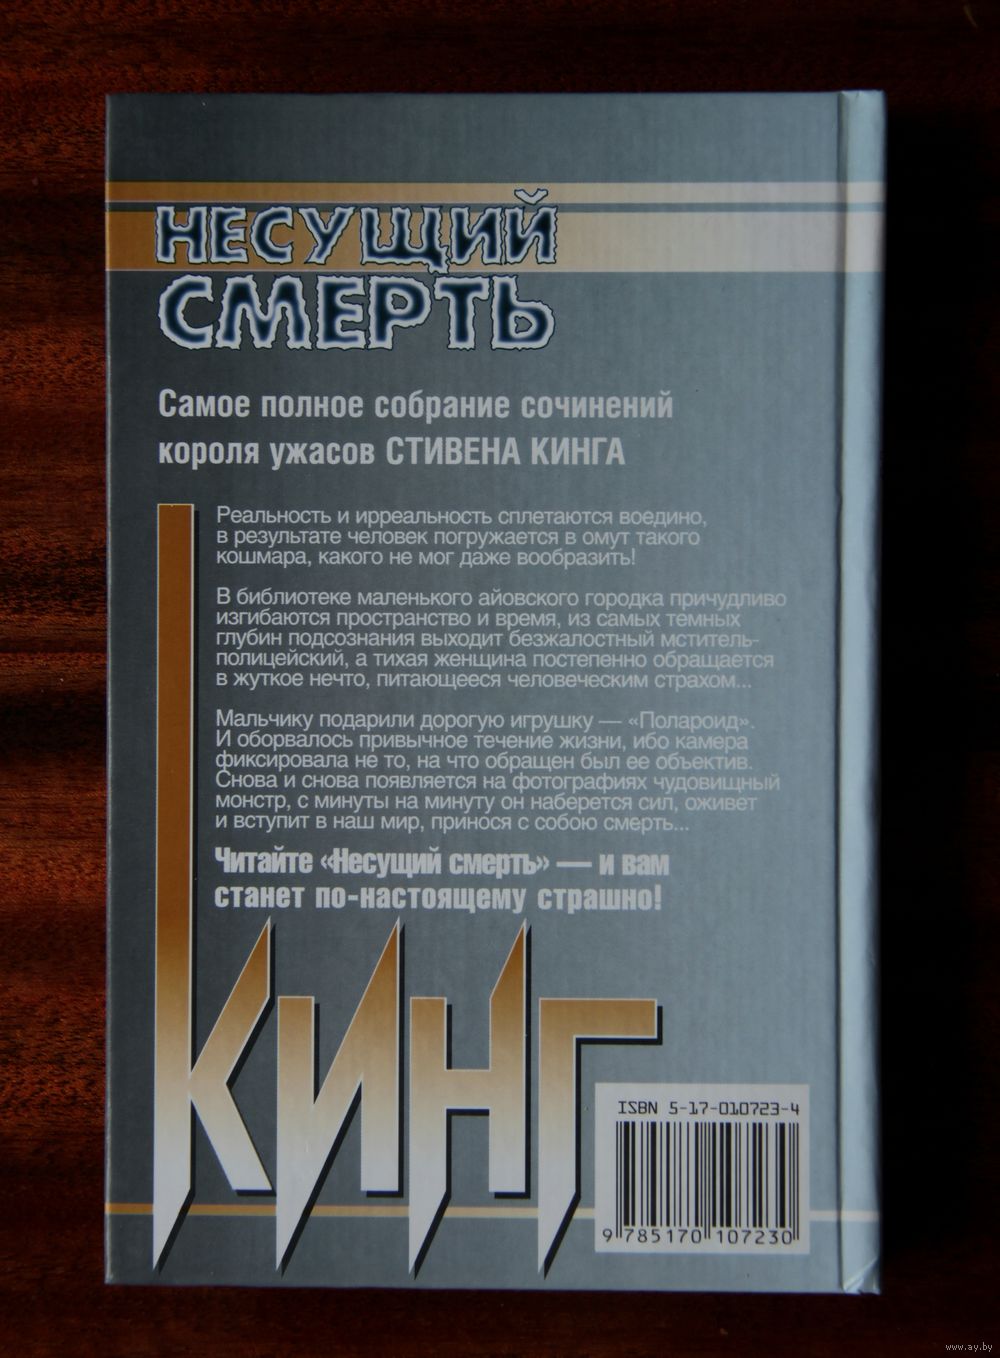 НЕСУЩИЙ
СМЕРТЬ
Самое полное собрание сочинений
короля ужасов СТИВЕНА КИНГА
Реальность и ирреальность сплетаются воедино,
в результате человек погружается в омут такого
кошмара, какого не мог даже вообразить!
В библиотеке маленького айовского городка причудливо
изгибаются пространство и время, из самых темных
глубин подсознания выходит безжалостный мститель-
полицейский, а тихая женщина постепенно обращается
в жуткое нечто, питающееся человеческим страхом...
Мальчику подарили дорогую игрушку — «Полароид».
И оборвалось привычное течение жизни, ибо камера
фиксировала не то, на что обращен был ее объектив.
Снова и снова появляется на фотографиях чудовищный
монстр, с минуты на минуту он наберется сил, оживет
и вступит в наш мир, принося с собою смерть...
Читайте «Несущий смерть» — и вам
станет по-настоящему страшно!
КИНГ
ISBN 5-17-010723-4
9 785170 107230
www.ay.by